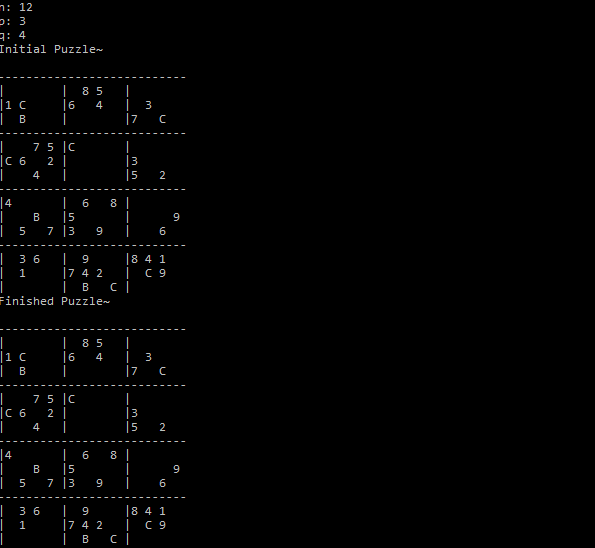 n: 12
p: 3
q: 4
Initial Puzzle~
--------------------------
|        |  8 5   |
|1 C     |6   4   |  3
|  B     |        |7   C
--------------------------
|    7 5 |C       |
|C 6   2 |        |3
|    4   |        |5   2
--------------------------
|4       |  6   8 |
|    B   |5       |      9
|  5   7 |3   9   |    6
--------------------------
|  3 6   |  9     |8 4 1
|  1     |7 4 2   |  C 9
|        |  B   C |
Finished Puzzle~
--------------------------
|        |  8 5   |
|1 C     |6   4   |  3
|  B     |        |7   C
--------------------------
|    7 5 |C       |
|C 6   2 |        |3
|    4   |        |5   2
--------------------------
|4       |  6   8 |
|    B   |5       |      9
|  5   7 |3   9   |    6
--------------------------
|  3 6   |  9     |8 4 1
|  1     |7 4 2   |  C 9
|        |  B   C |